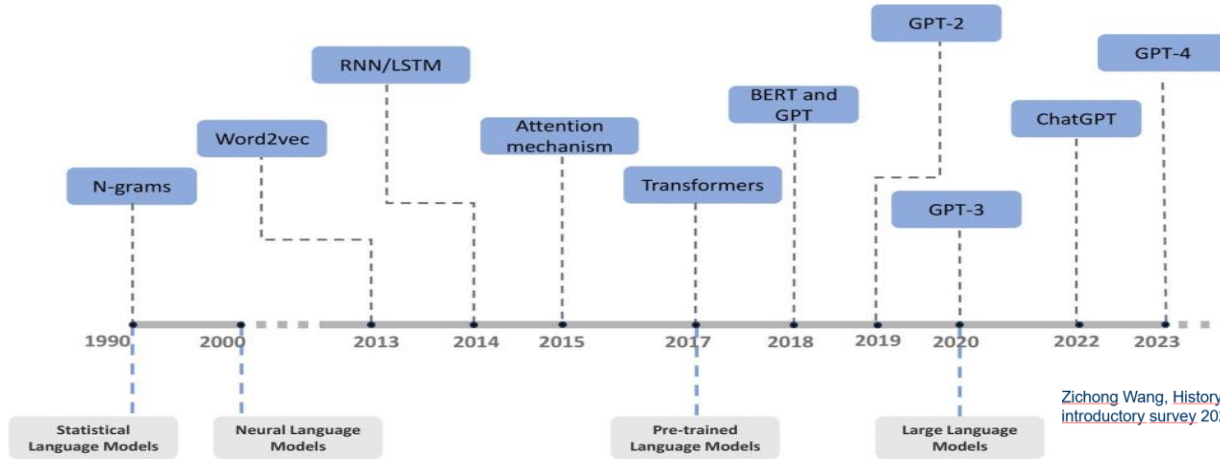 GPT-2
GPT-4
RNN/LSTM
BERT and
GPT
ChatGPT
Attention
mechanism
Word2vec
N-grams
Transformers
GPT-3
1990
2000
2013
2014
2015
2017
2018
2019
2020
2022
2023
Zichong Wang, History
introductory survey
Statistical
Language Models
Neural Language
Models
Pre-trained
Language Models
Large Language
Models